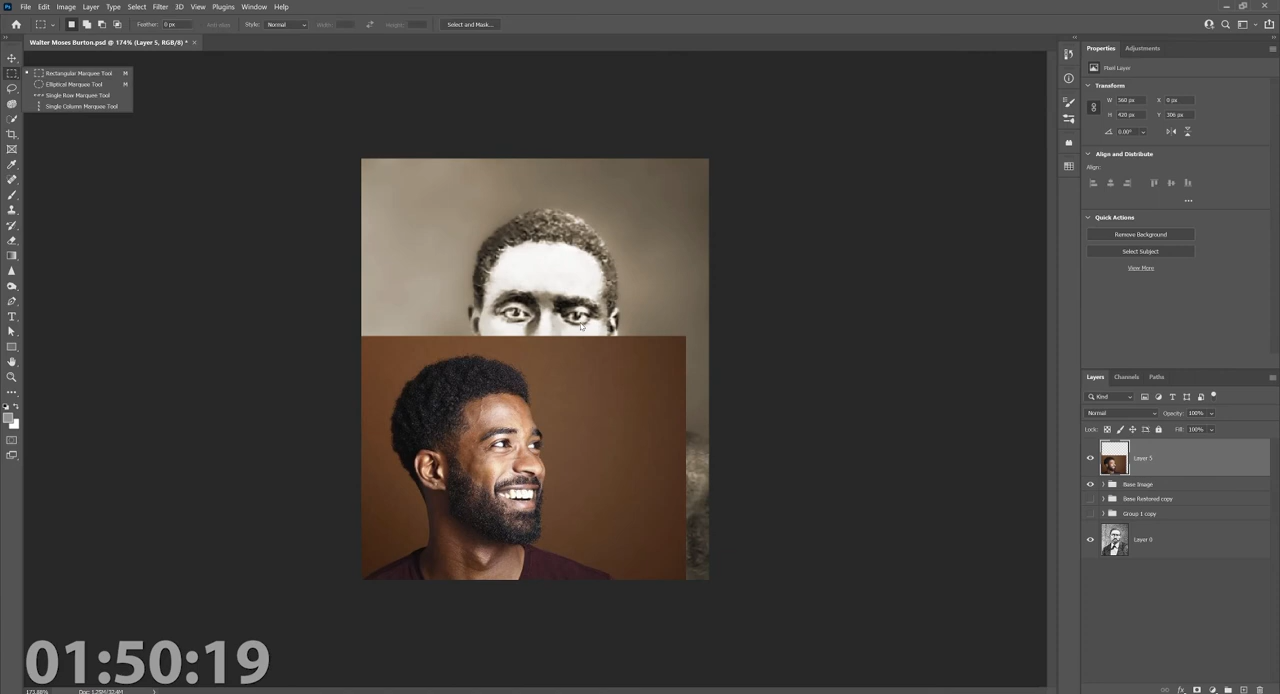 File Edit Image Layer Type Select Filter 3D View Plugins Window Help
Feather: 0 px Anti-alias Style: Normal Width: Height: Select and Mask...
Walter Moses Burton.psd @ 174% (Layer 5, RGB/8) *
Rectangular Marquee Tool M
Elliptical Marquee Tool M
Single Row Marquee Tool
Single Column Marquee Tool
Properties Adjustments
Pixel Layer
Transform
W 560 px X 0 px
H 420 px Y 306 px
0.00°
Align and Distribute
Align:
Quick Actions
Remove Background
Select Subject
View More
Layers Channels Paths
Kind
Normal Opacity: 100%
Lock: Fill: 100%
Layer 5
Base Image
Base Restored copy
Group 1 copy
Layer 0
01:50:19
Doc: 1.25M/32.4M